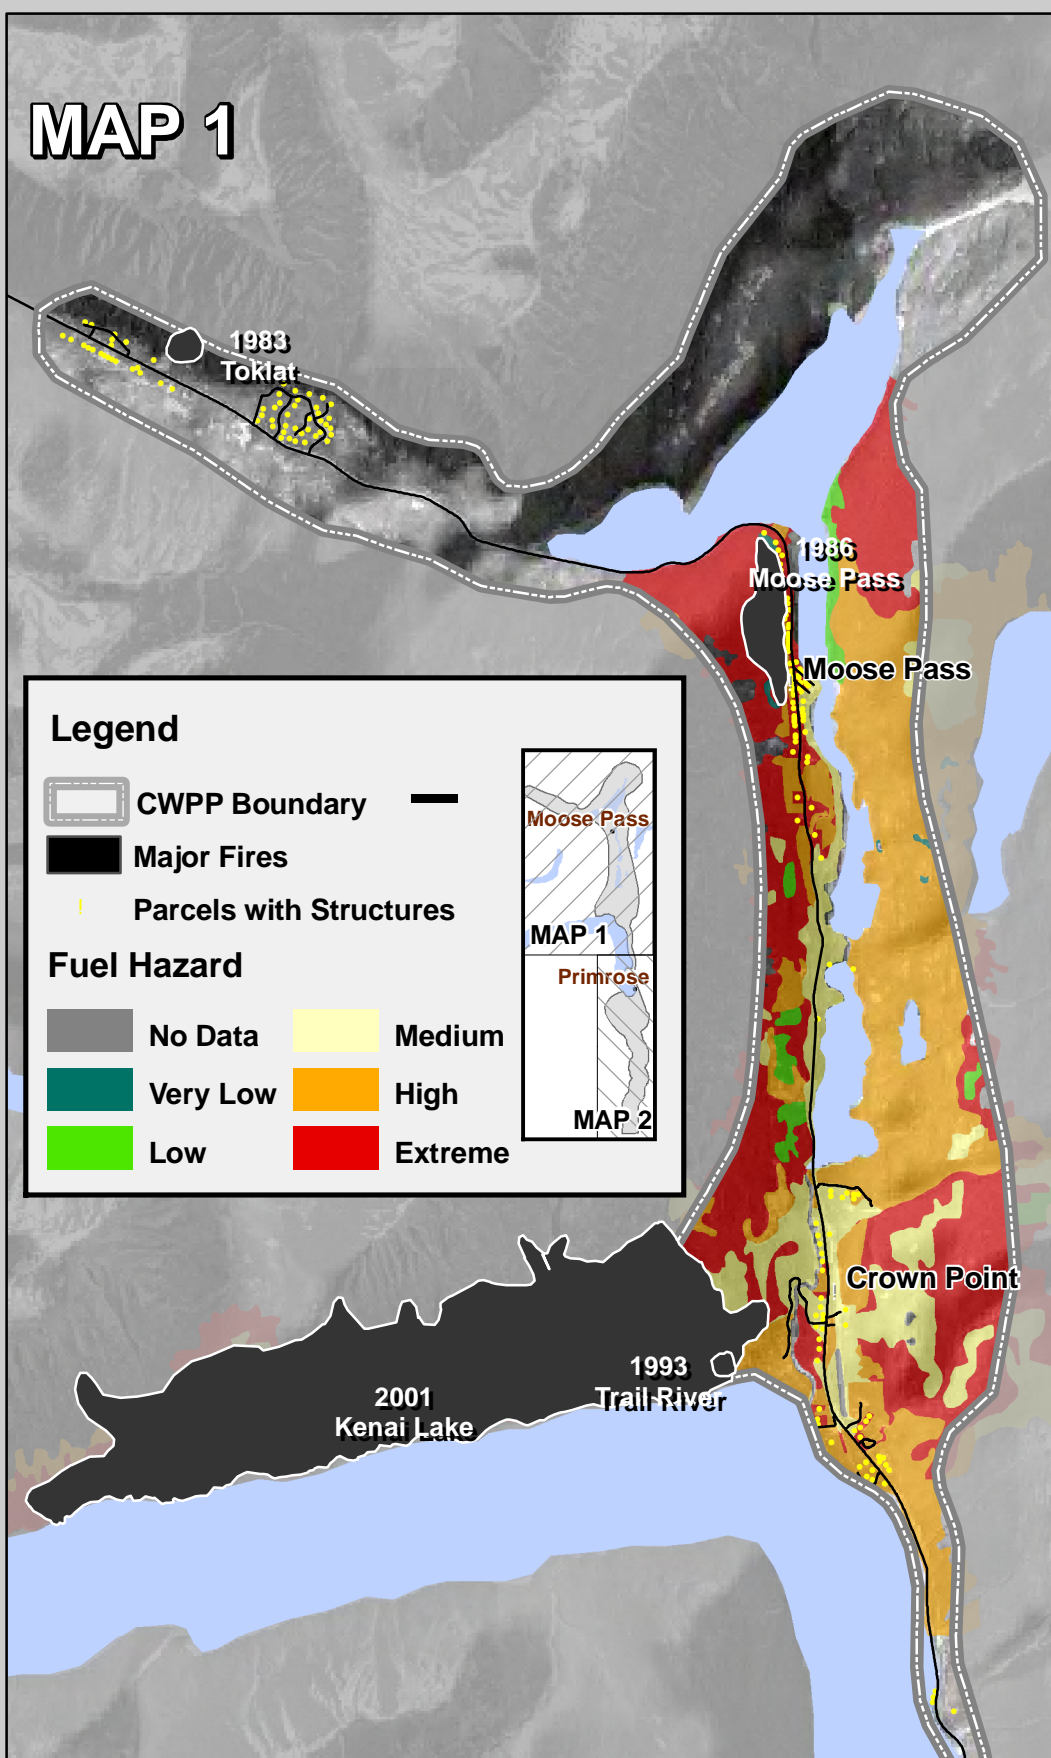 MAP 1
1983
Toklat
1986
Moose Pass
Moose Pass
Legend
CWPP Boundary
Major Fires
Parcels with Structures
Fuel Hazard
No Data
Medium
Very Low
High
Low
Extreme
Moose Pass
MAP 1
Primrose
MAP 2
Crown Point
1993
Trail River
2001
Kenai Lake